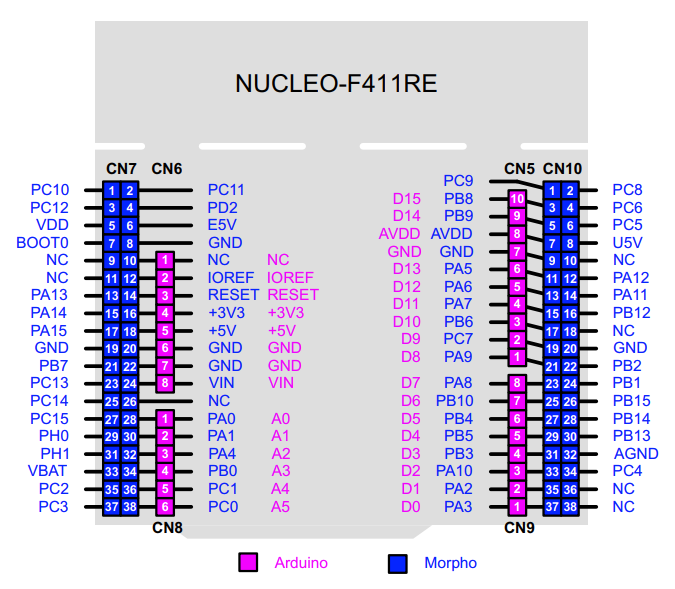 NUCLEO-F411RE
CN7 CN6 CN5 CN10
PC9
PC10 1 2 PC11 1 2 PC8
PC12 3 4 PD2 D15 PB8 10 3 4 PC6
VDD 5 6 E5V D14 PB9 9 5 6 PC5
BOOT0 7 8 GND AVDD AVDD 8 7 8 U5V
NC 9 10 1 NC NC GND GND 7 9 10 NC
NC 11 12 2 IOREF IOREF D13 PA5 6 11 12 PA12
PA13 13 14 3 RESET RESET D12 PA6 5 13 14 PA11
PA14 15 16 4 +3V3 +3V3 D11 PA7 4 15 16 PB12
PA15 17 18 5 +5V +5V D10 PB6 3 17 18 NC
GND 19 20 6 GND GND D9 PC7 2 19 20 GND
PB7 21 22 7 GND GND D8 PA9 1 21 22 PB2
PC13 23 24 8 VIN VIN D7 PA8 8 23 24 PB1
PC14 25 26 NC D6 PB10 7 25 26 PB15
PC15 27 28 1 PA0 A0 D5 PB4 6 27 28 PB14
PH0 29 30 2 PA1 A1 D4 PB5 5 29 30 PB13
PH1 31 32 3 PA4 A2 D3 PB3 4 31 32 AGND
VBAT 33 34 4 PB0 A3 D2 PA10 3 33 34 PC4
PC2 35 36 5 PC1 A4 D1 PA2 2 35 36 NC
PC3 37 38 6 PC0 A5 D0 PA3 1 37 38 NC
CN8 CN9
Arduino Morpho